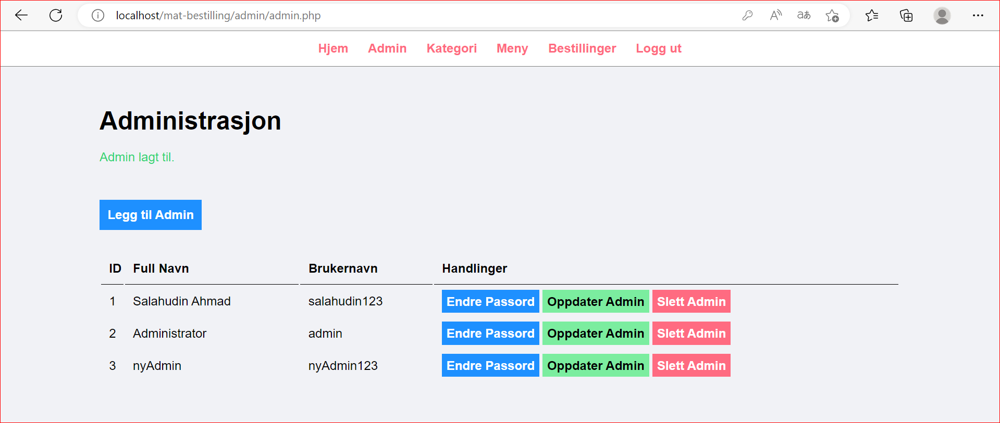 localhost/mat-bestilling/admin/admin.php
Hjem Admin Kategori Meny Bestillinger Logg ut
Administrasjon
Admin lagt til.
Legg til Admin
ID Full Navn Brukernavn Handlinger
1 Salahudin Ahmad salahudin123 Endre Passord Oppdater Admin Slett Admin
2 Administrator admin Endre Passord Oppdater Admin Slett Admin
3 nyAdmin nyAdmin123 Endre Passord Oppdater Admin Slett Admin